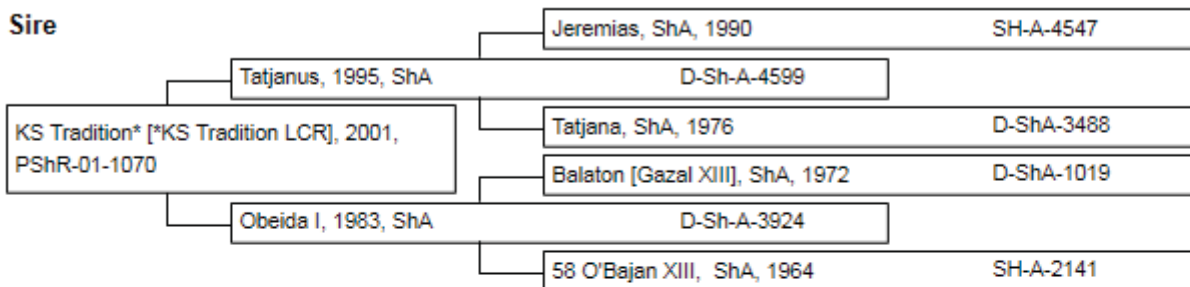 Sire
Jeremias, ShA, 1990 SH-A-4547
Tatjanus, 1995, ShA D-Sh-A-4599
KS Tradition* [*KS Tradition LCR], 2001,
PShR-01-1070
Tatjana, ShA, 1976 D-ShA-3488
Balaton [Gazal XIII], ShA, 1972 D-ShA-1019
Obeida I, 1983, ShA D-Sh-A-3924
58 O'Bajan XIII, ShA, 1964 SH-A-2141